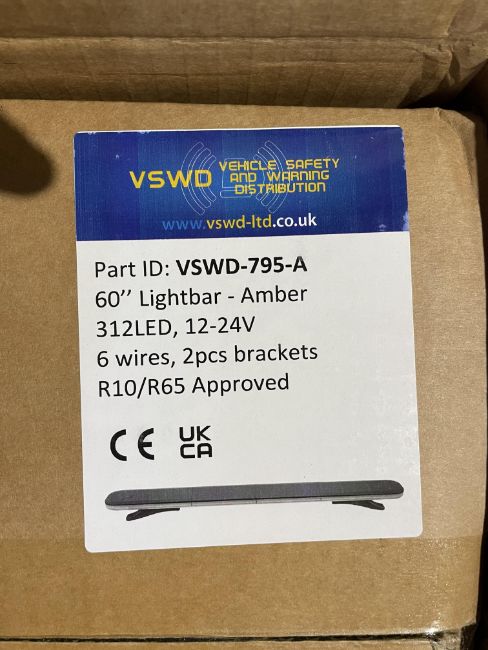 VSWD
VEHICLE SAFETY
AND WARNING
DISTRIBUTION
www.vswd-ltd.co.uk
Part ID: VSWD-795-A
60’’ Lightbar - Amber
312LED, 12-24V
6 wires, 2pcs brackets
R10/R65 Approved
CE
UK
CA